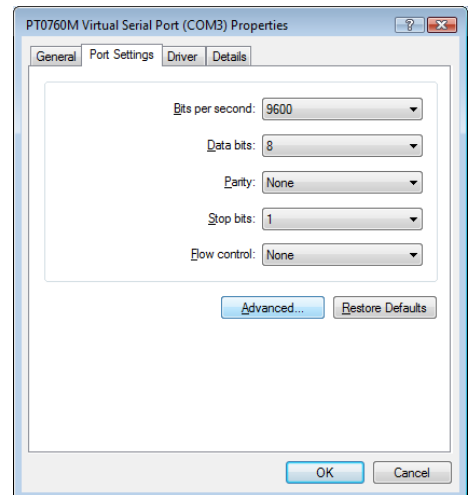 PT0760M Virtual Serial Port (COM3) Properties
General Port Settings Driver Details
Bits per second: 9600
Data bits: 8
Parity: None
Stop bits: 1
Flow control: None
Advanced... Restore Defaults
OK Cancel